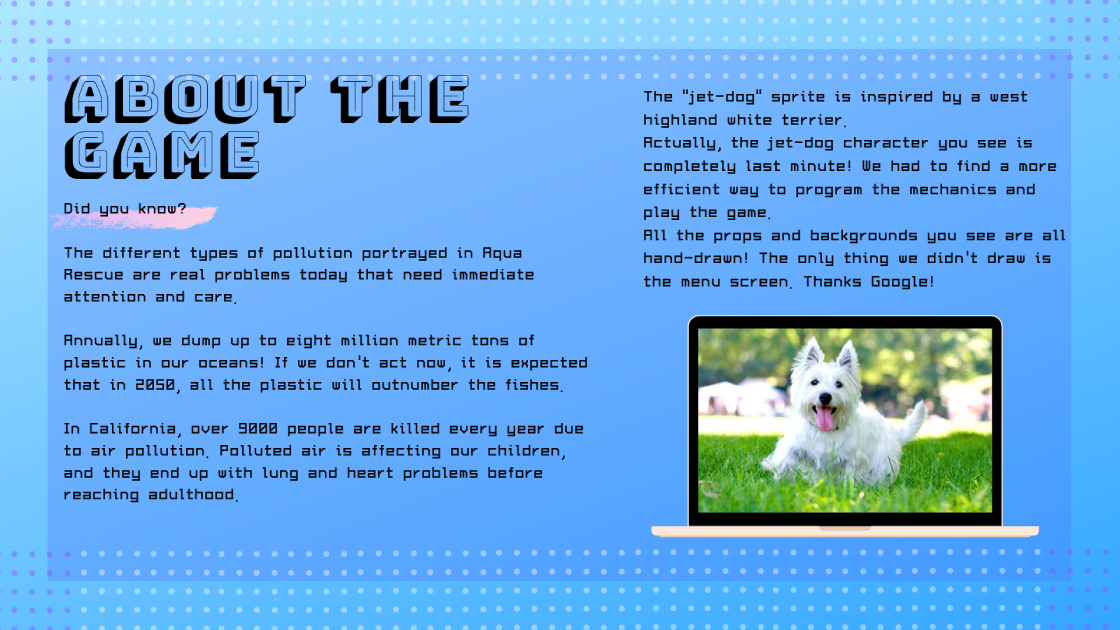 ABOUT THE
GAME
Did you know?
The different types of pollution portrayed in Aqua
Rescue are real problems today that need immediate
attention and care.
Annually, we dump up to eight million metric tons of
plastic in our oceans! If we don't act now, it is expected
that in 2050, all the plastic will outnumber the fishes.
In California, over 9000 people are killed every year due
to air pollution. Polluted air is affecting our children,
and they end up with lung and heart problems before
reaching adulthood.
The "jet-dog" sprite is inspired by a west
highland white terrier.
Actually, the jet-dog character you see is
completely last minute! We had to find a more
efficient way to program the mechanics and
play the game.
All the props and backgrounds you see are all
hand-drawn! The only thing we didn't draw is
the menu screen. Thanks Google!